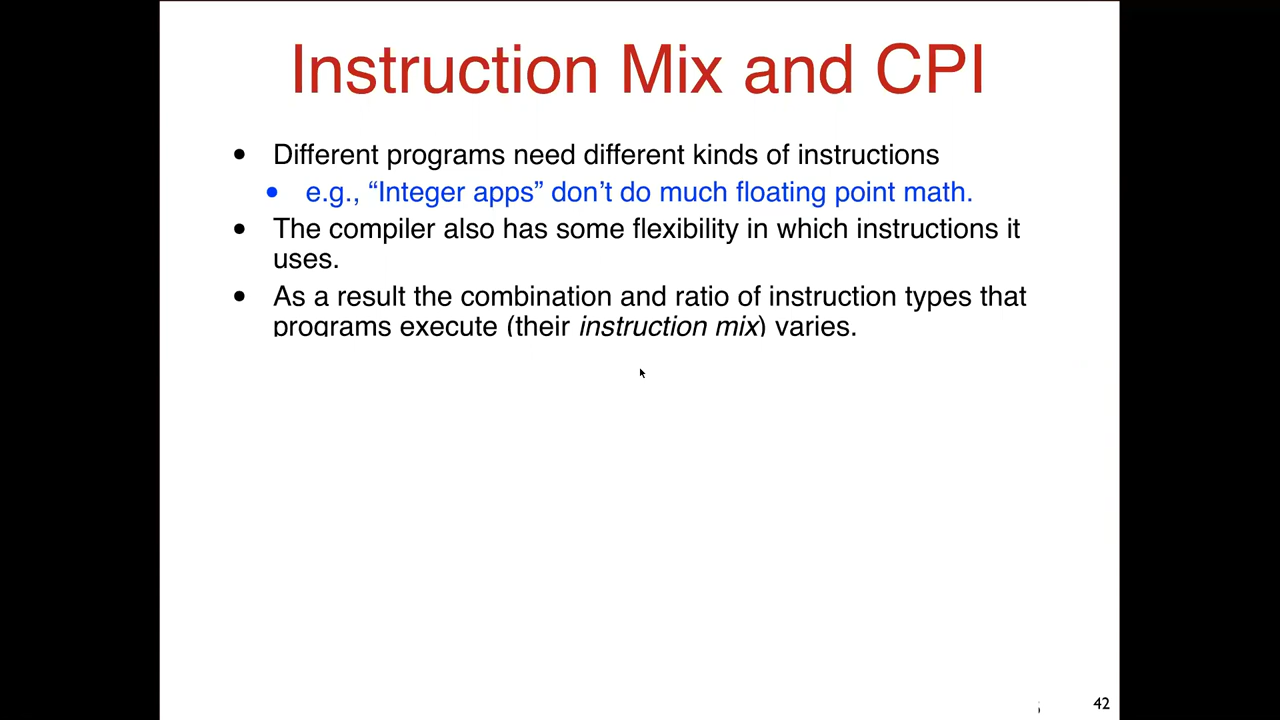 Instruction Mix and CPI
• Different programs need different kinds of instructions
• e.g., “Integer apps” don’t do much floating point math.
• The compiler also has some flexibility in which instructions it
uses.
• As a result the combination and ratio of instruction types that
programs execute (their instruction mix) varies.
42